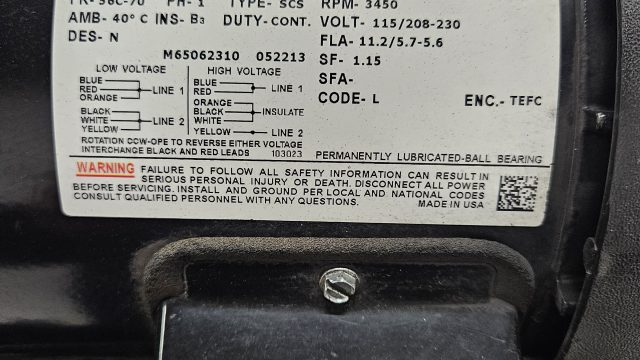 FR- 56C-70 PH- 1 TYPE- SCS RPM- 3450
AMB- 40° C INS- B3 DUTY- CONT. VOLT- 115/208-230
DES- N FLA- 11.2/5.7-5.6
M65062310 052213 SF- 1.15
SFA-
CODE- L ENC.- TEFC
LOW VOLTAGE
BLUE
RED
ORANGE
LINE 1
BLACK
WHITE
YELLOW
LINE 2
HIGH VOLTAGE
BLUE
RED
LINE 1
ORANGE
BLACK
WHITE
INSULATE
YELLOW
LINE 2
ROTATION CCW-OPE TO REVERSE EITHER VOLTAGE
INTERCHANGE BLACK AND RED LEADS 103023
PERMANENTLY LUBRICATED-BALL BEARING
WARNING FAILURE TO FOLLOW ALL SAFETY INFORMATION CAN RESULT IN
SERIOUS PERSONAL INJURY OR DEATH. DISCONNECT ALL POWER
BEFORE SERVICING. INSTALL AND GROUND PER LOCAL AND NATIONAL CODES
CONSULT QUALIFIED PERSONNEL WITH ANY QUESTIONS. MADE IN USA